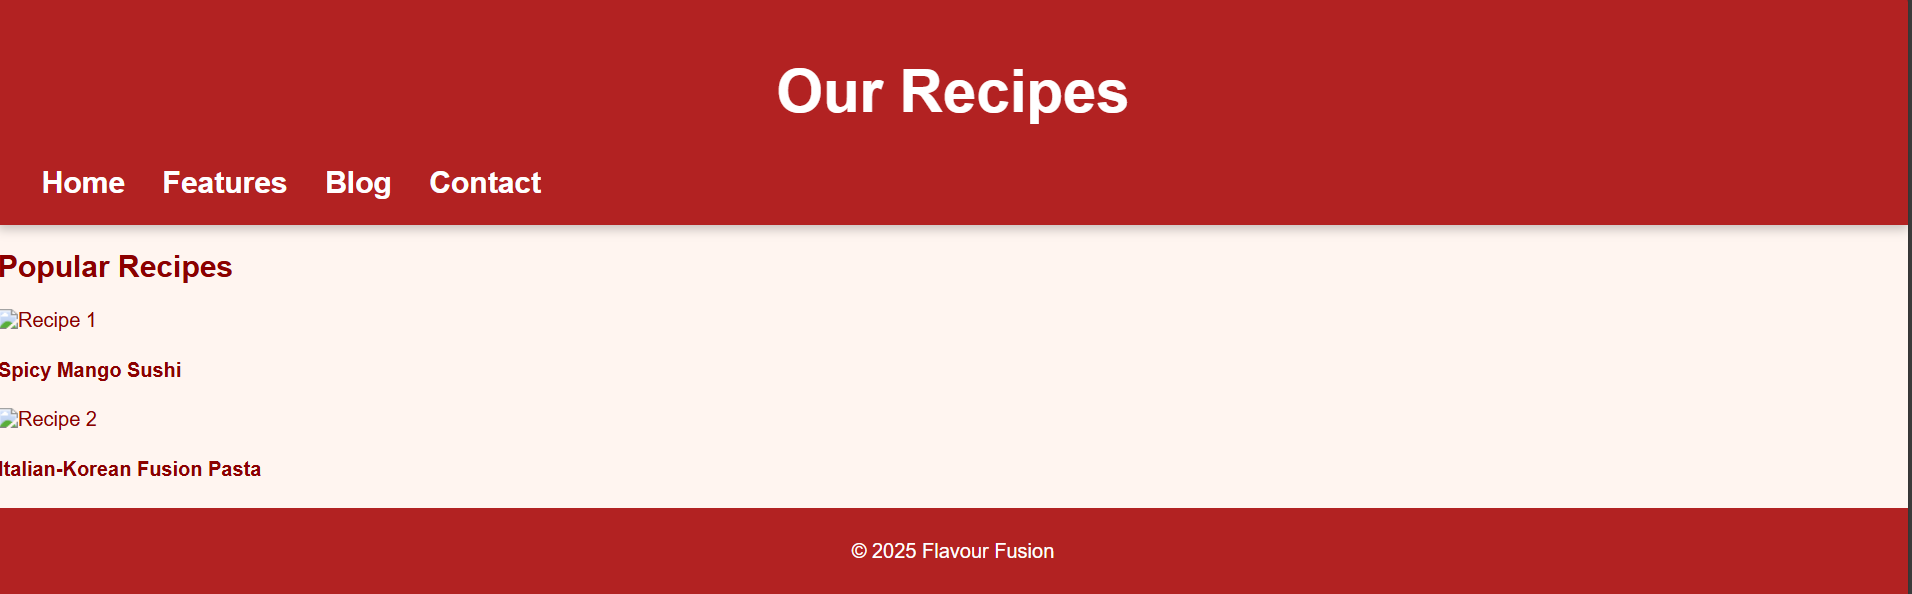 Our Recipes
Home Features Blog Contact
Popular Recipes
Recipe 1
Spicy Mango Sushi
Recipe 2
Italian-Korean Fusion Pasta
© 2025 Flavour Fusion